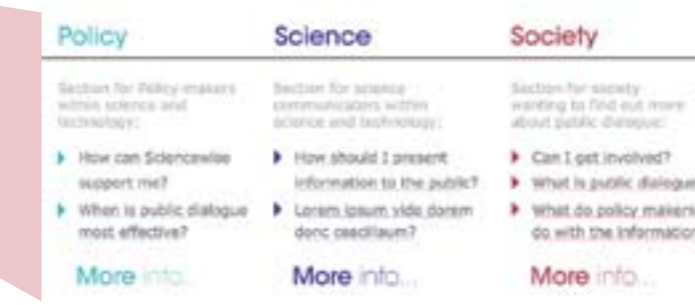 Policy
Section for Policy-makers
within science and
technology:
How can Sciencewise
support me?
When is public dialogue
most effective?
More info...
Science
Section for science
communicators within
science and technology:
How should I present
information to the public?
Lorem ipsum vide dorem
donc
More info...
Society
Section for society
wanting to find out more
about public dialogue:
Can I get involved?
What is public dialogue
What do policy makers
do with the information
More info...